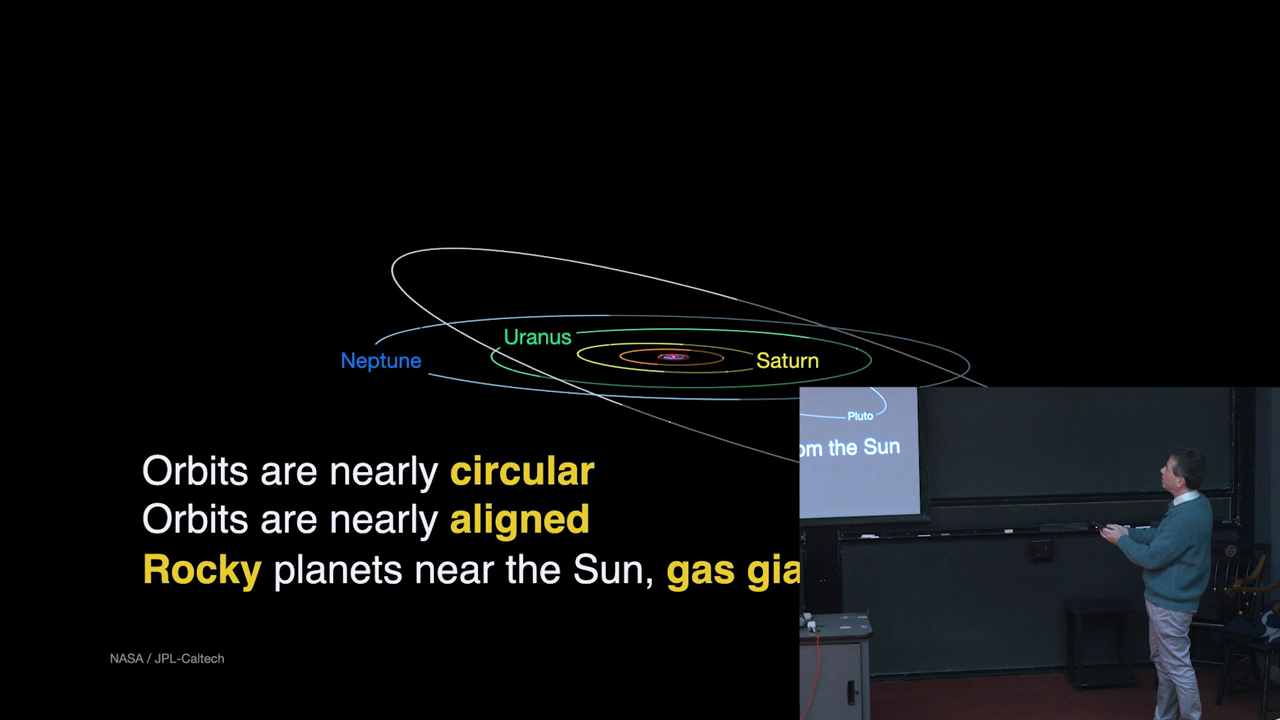 Uranus
Neptune
Saturn
Pluto
om the Sun
Orbits are nearly circular
Orbits are nearly aligned
Rocky planets near the Sun, gas gia
NASA / JPL-Caltech